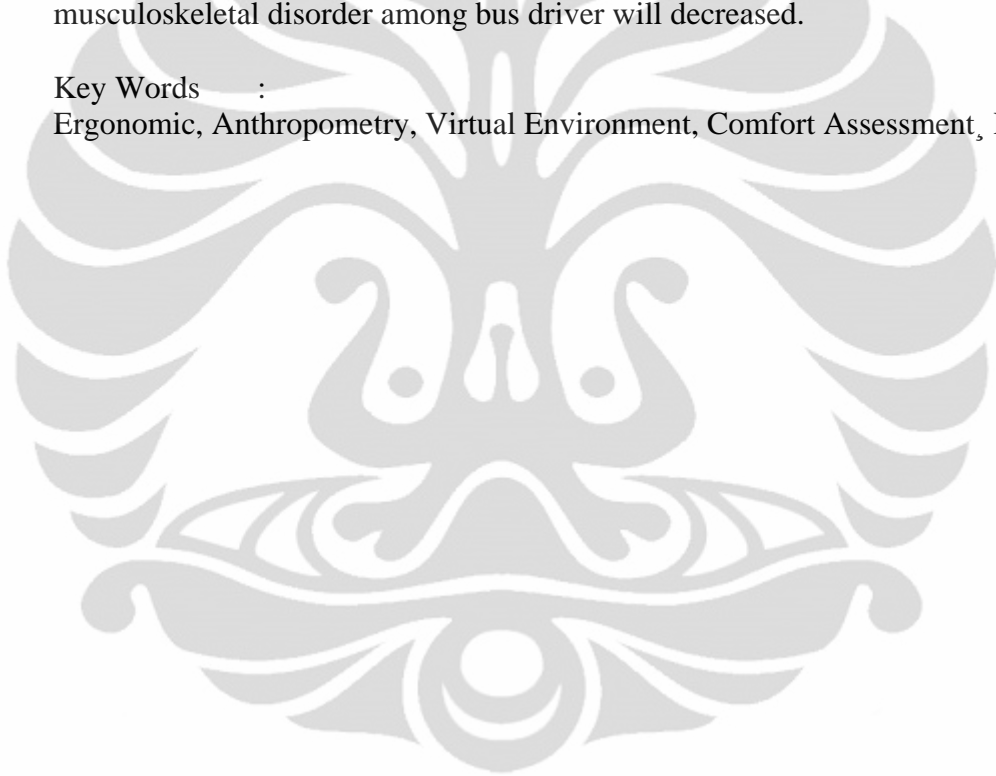 musculoskeletal disorder among bus driver will decreased.
Key Words :
Ergonomic, Anthropometry, Virtual Environment, Comfort Assessment¸